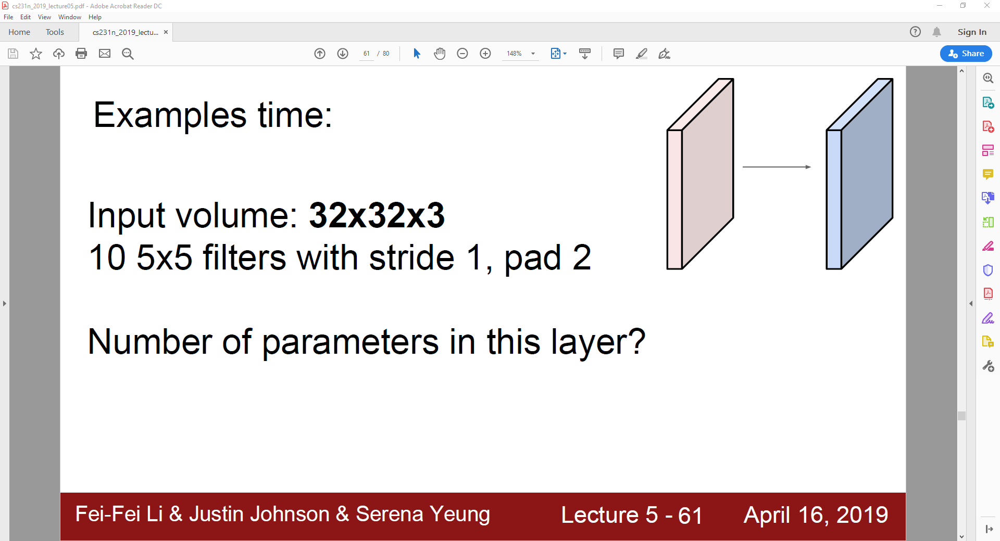 cs231n_2019_lecture05.pdf - Adobe Acrobat Reader DC
File Edit View Window Help
Home Tools cs231n_2019_lectu... × Sign In
61 / 80 148% Share
Examples time:
Input volume: 32x32x3
10 5x5 filters with stride 1, pad 2
Number of parameters in this layer?
Fei-Fei Li & Justin Johnson & Serena Yeung Lecture 5 - 61 April 16, 2019